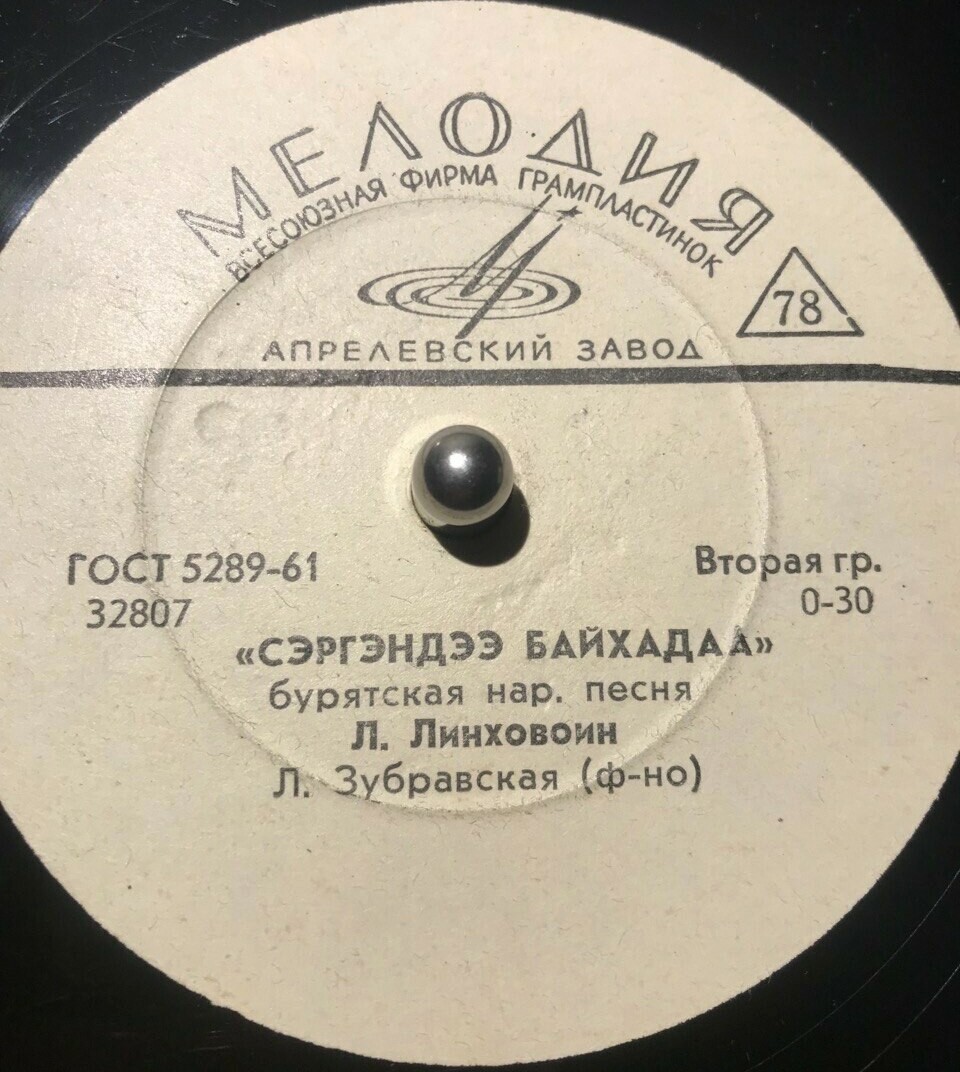 МЕЛОДИЯ
ВСЕСОЮЗНАЯ ФИРМА ГРАМПЛАСТИНОК
78
АПРЕЛЕВСКИЙ ЗАВОД
ГОСТ 5289-61
Вторая гр.
32807
0-30
«СЭРГЭНДЭЭ БАЙХАДАА»
бурятская нар. песня
Л. Линховоин
Л. Зубравская (ф-но)